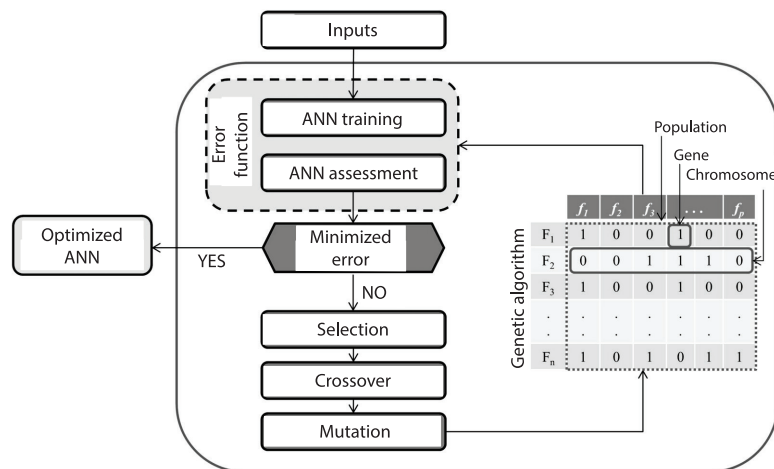 Inputs
Error function
ANN training
ANN assessment
Minimized error
YES
Optimized ANN
NO
Selection
Crossover
Mutation
Population
Gene
Chromosome
Genetic algorithm
f1 f2 f3 ... fp
F1 1 0 0 1 0 0
F2 0 0 1 1 1 0
F3 1 0 0 1 0 0
. . . . . . .
. . . . . . .
Fn 1 0 1 0 1 1